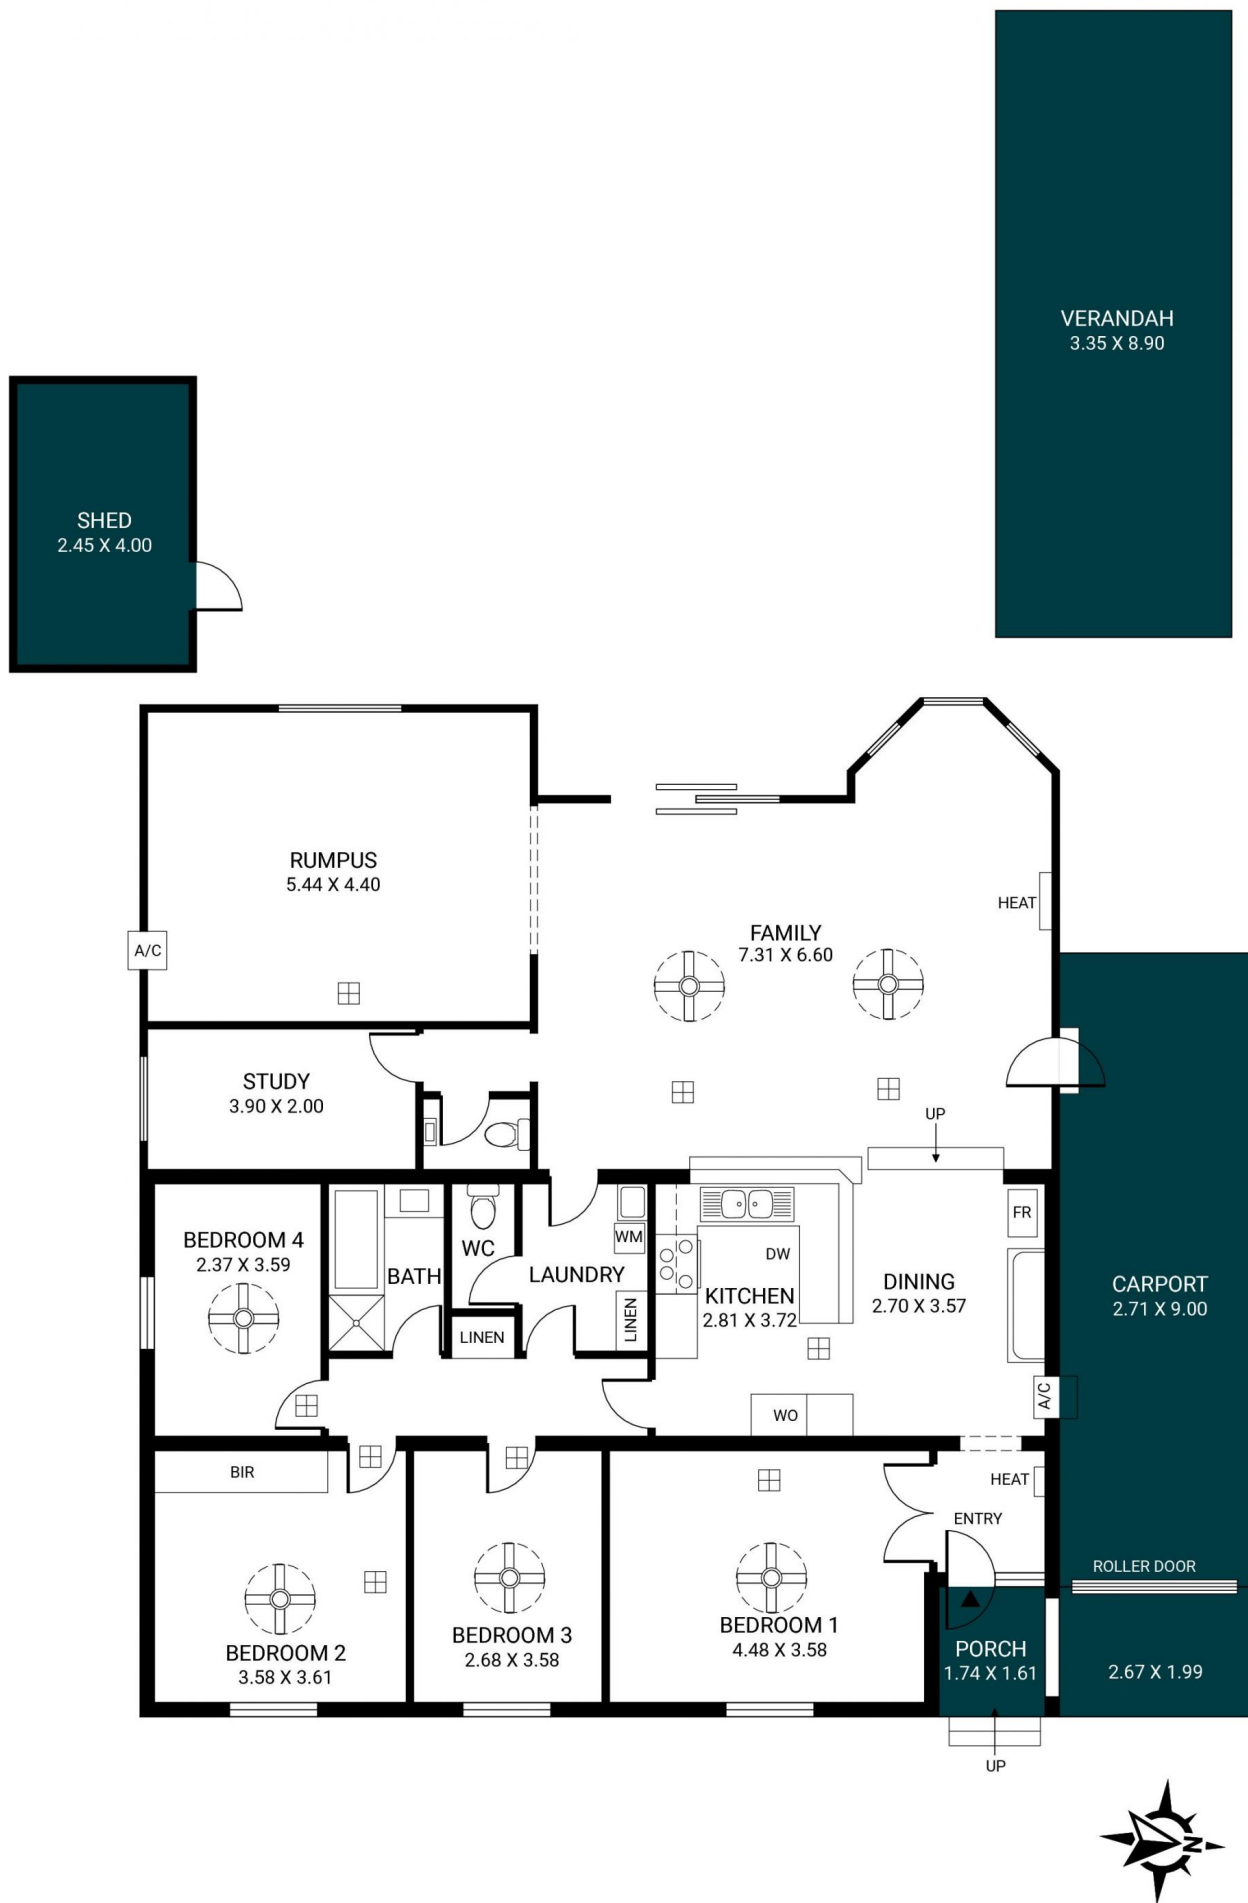 VERANDAH
3.35 X 8.90
SHED
2.45 X 4.00
RUMPUS
5.44 X 4.40
A/C
HEAT
FAMILY
7.31 X 6.60
STUDY
3.90 X 2.00
UP
BEDROOM 4
2.37 X 3.59
BATH
WC
LINEN
LAUNDRY
WM
LINEN
KITCHEN
2.81 X 3.72
DW
WO
DINING
2.70 X 3.57
FR
A/C
CARPORT
2.71 X 9.00
BIR
BEDROOM 2
3.58 X 3.61
BEDROOM 3
2.68 X 3.58
BEDROOM 1
4.48 X 3.58
HEAT
ENTRY
ROLLER DOOR
PORCH
1.74 X 1.61
2.67 X 1.99
UP
N